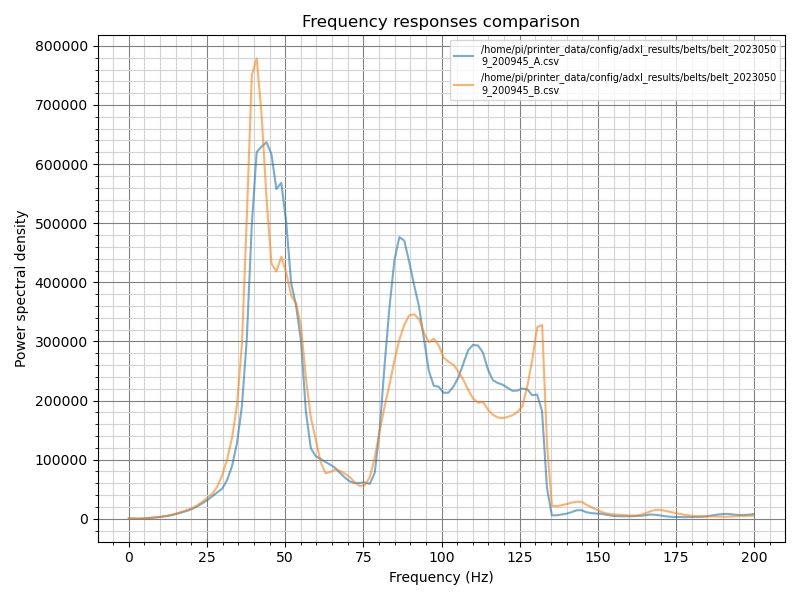 Frequency responses comparison
/home/pi/printer_data/config/adxl_results/belts/belt_2023050
9_200945_A.csv
/home/pi/printer_data/config/adxl_results/belts/belt_2023050
9_200945_B.csv
800000
700000
600000
500000
400000
300000
200000
100000
0
Power spectral density
0 25 50 75 100 125 150 175 200
Frequency (Hz)